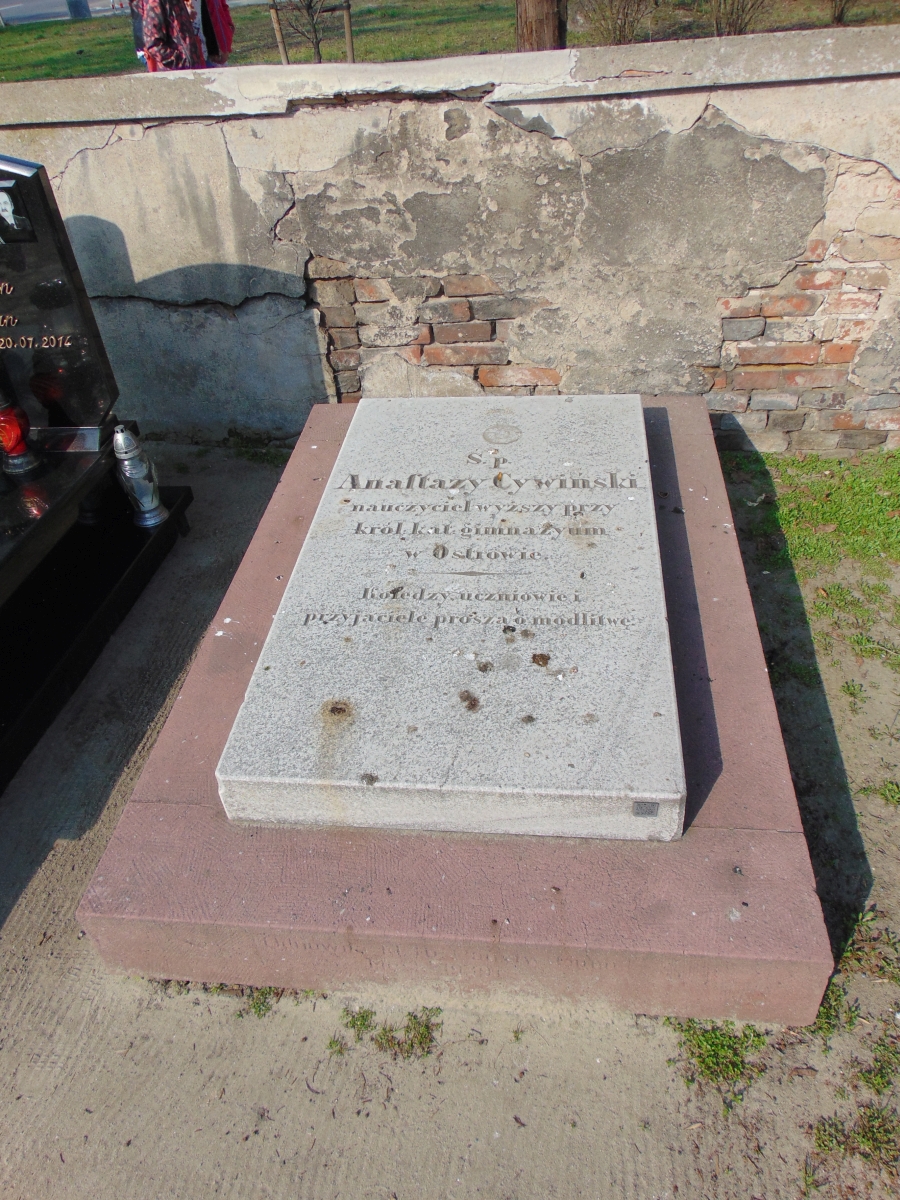 n
n
20.07.2014
S.p
Anaſtazy Cywiński
nauczyciel wyższy przy
król. kat. gimnazyum
w Ostrowie.
Koledzy, uczniowie i
przyjaciele proszą o modlitwę.